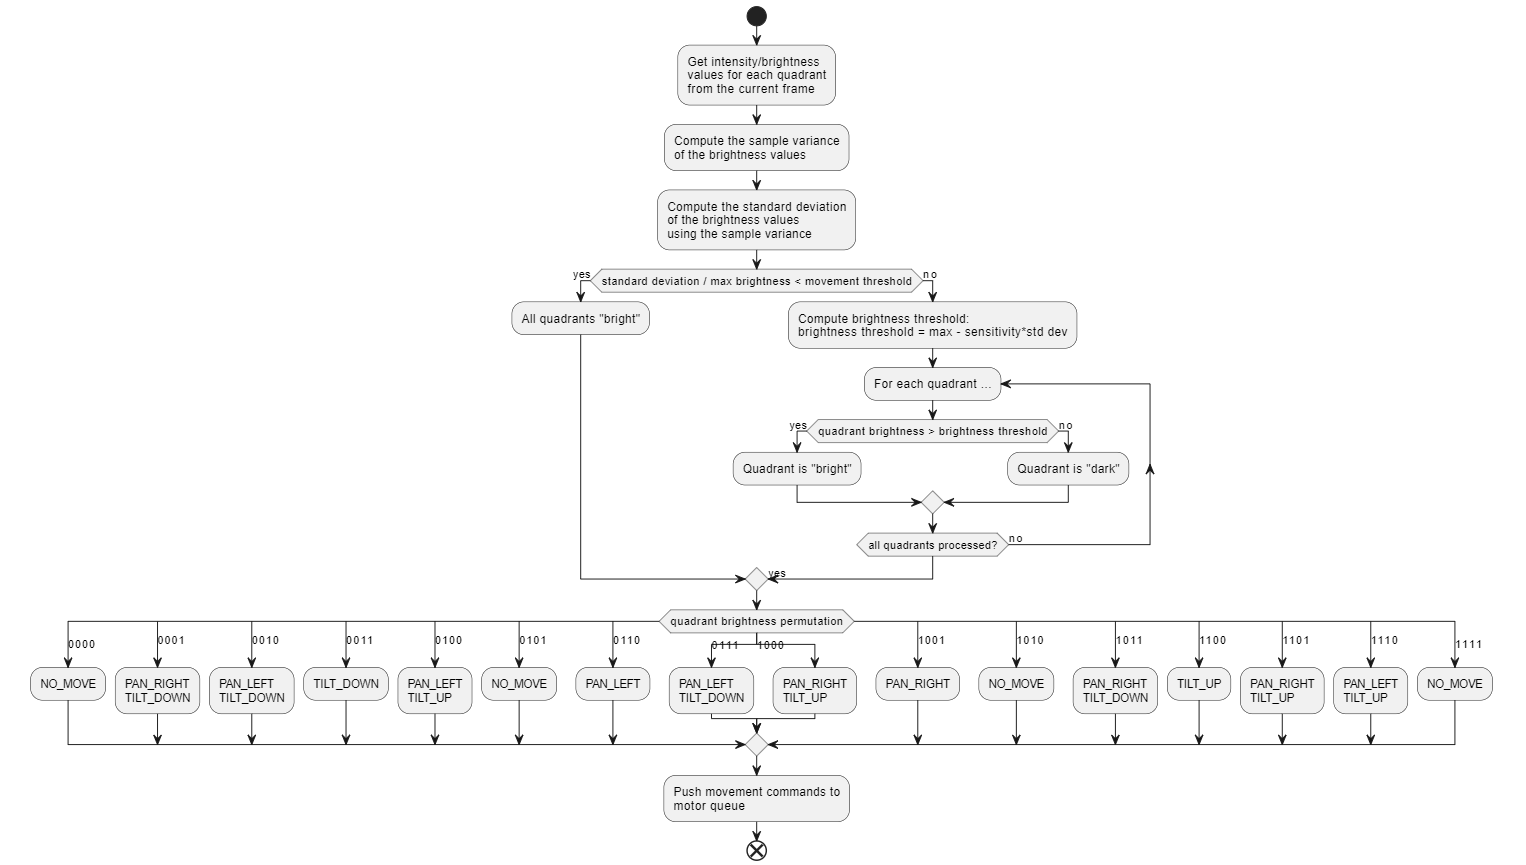 Get intensity/brightness
values for each quadrant
from the current frame
Compute the sample variance
of the brightness values
Compute the standard deviation
of the brightness values
using the sample variance
yes
standard deviation / max brightness < movement threshold
no
All quadrants "bright"
Compute brightness threshold:
brightness threshold = max - sensitivity*std dev
For each quadrant ...
yes
quadrant brightness > brightness threshold
no
Quadrant is "bright"
Quadrant is "dark"
all quadrants processed?
no
yes
quadrant brightness permutation
0000
0001
0010
0011
0100
0101
0110
0111
1000
1001
1010
1011
1100
1101
1110
1111
NO_MOVE
PAN_RIGHT
TILT_DOWN
PAN_LEFT
TILT_DOWN
TILT_DOWN
PAN_LEFT
TILT_UP
NO_MOVE
PAN_LEFT
PAN_LEFT
TILT_DOWN
PAN_RIGHT
TILT_UP
PAN_RIGHT
NO_MOVE
PAN_RIGHT
TILT_DOWN
TILT_UP
PAN_RIGHT
TILT_UP
PAN_LEFT
TILT_UP
NO_MOVE
Push movement commands to
motor queue